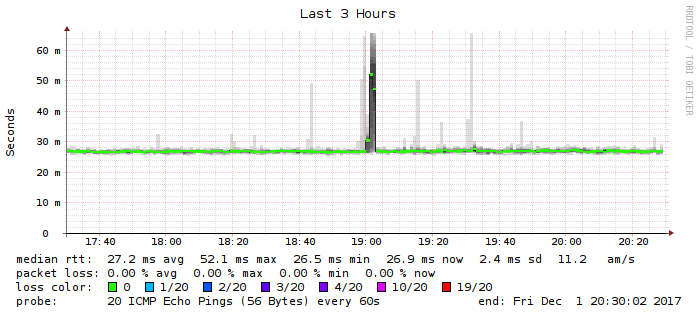 Last 3 Hours
RRDTOOL / TOBI OETIKER
Seconds
60 m
50 m
40 m
30 m
20 m
10 m
0
17:40 18:00 18:20 18:40 19:00 19:20 19:40 20:00 20:20
median rtt: 27.2 ms avg 52.1 ms max 26.5 ms min 26.9 ms now 2.4 ms sd 11.2 am/s
packet loss: 0.00 % avg 0.00 % max 0.00 % min 0.00 % now
loss color: 0 1/20 2/20 3/20 4/20 10/20 19/20
probe: 20 ICMP Echo Pings (56 Bytes) every 60s end: Fri Dec 1 20:30:02 2017